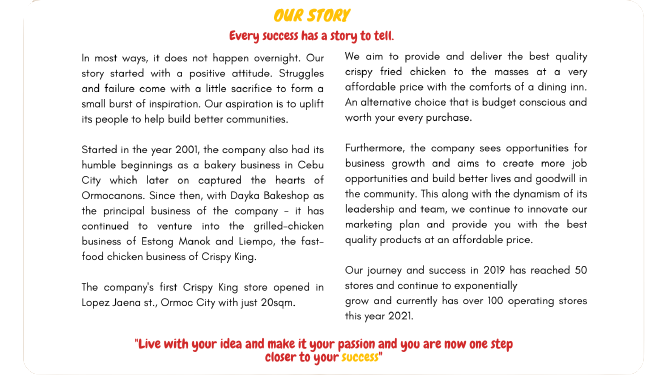 OUR STORY
Every success has a story to tell.
In most ways, it does not happen overnight. Our
story started with a positive attitude. Struggles
and failure come with a little sacrifice to form a
small burst of inspiration. Our aspiration is to uplift
its people to help build better communities.
Started in the year 2001, the company also had its
humble beginnings as a bakery business in Cebu
City which later on captured the hearts of
Ormocanons. Since then, with Dayka Bakeshop as
the principal business of the company - it has
continued to venture into the grilled-chicken
business of Estong Manok and Liempo, the fast-
food chicken business of Crispy King.
The company's first Crispy King store opened in
Lopez Jaena st., Ormoc City with just 20sqm.
We aim to provide and deliver the best quality
crispy fried chicken to the masses at a very
affordable price with the comforts of a dining inn.
An alternative choice that is budget conscious and
worth your every purchase.
Furthermore, the company sees opportunities for
business growth and aims to create more job
opportunities and build better lives and goodwill in
the community. This along with the dynamism of its
leadership and team, we continue to innovate our
marketing plan and provide you with the best
quality products at an affordable price.
Our journey and success in 2019 has reached 50
stores and continue to exponentially
grow and currently has over 100 operating stores
this year 2021.
"Live with your idea and make it your passion and you are now one step
closer to your success"